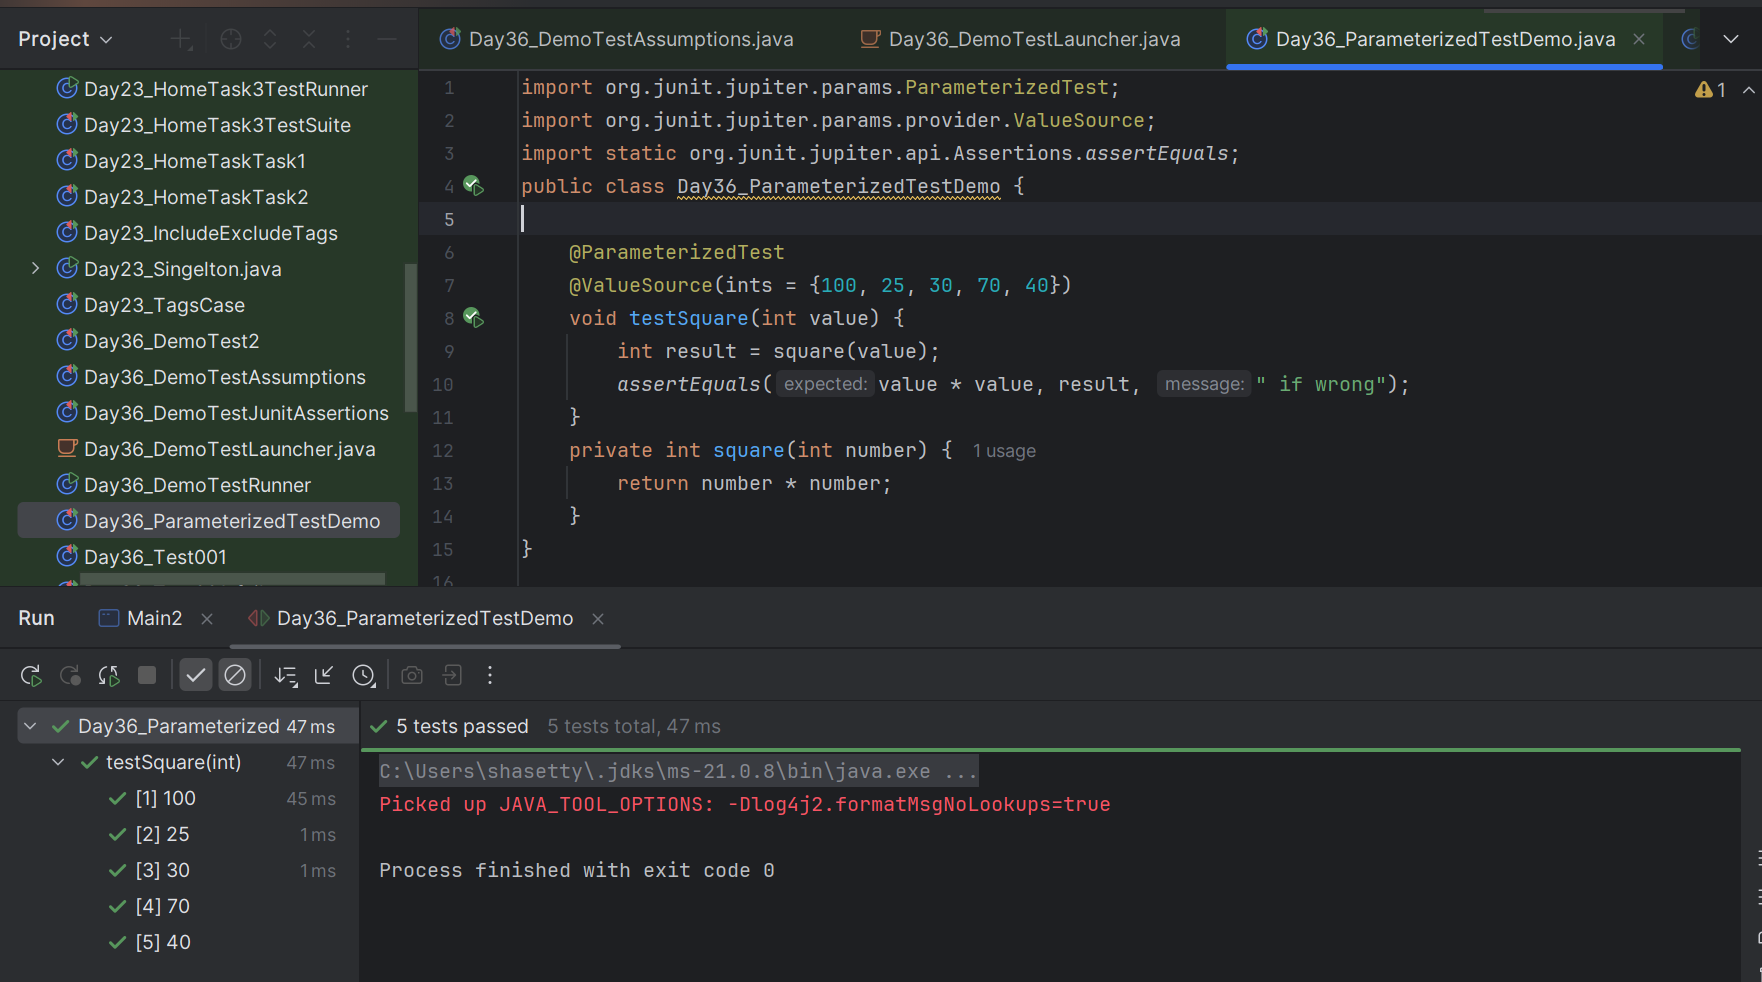 Project
Day36_DemoTestAssumptions.java
Day36_DemoTestLauncher.java
Day36_ParameterizedTestDemo.java
Day23_HomeTask3TestRunner
Day23_HomeTask3TestSuite
Day23_HomeTaskTask1
Day23_HomeTaskTask2
Day23_IncludeExcludeTags
Day23_Singelton.java
Day23_TagsCase
Day36_DemoTest2
Day36_DemoTestAssumptions
Day36_DemoTestJunitAssertions
Day36_DemoTestLauncher.java
Day36_DemoTestRunner
Day36_ParameterizedTestDemo
Day36_Test001
1 import org.junit.jupiter.params.ParameterizedTest;
2 import org.junit.jupiter.params.provider.ValueSource;
3 import static org.junit.jupiter.api.Assertions.assertEquals;
4 public class Day36_ParameterizedTestDemo {
5
6 @ParameterizedTest
7 @ValueSource(ints = {100, 25, 30, 70, 40})
8 void testSquare(int value) {
9 int result = square(value);
10 assertEquals( expected: value * value, result, message: " if wrong");
11 }
12 private int square(int number) { 1 usage
13 return number * number;
14 }
15 }
16
1
Run
Main2
Day36_ParameterizedTestDemo
Day36_Parameterized 47 ms
testSquare(int) 47 ms
[1] 100 45 ms
[2] 25 1 ms
[3] 30 1 ms
[4] 70
[5] 40
5 tests passed 5 tests total, 47 ms
C:\Users\shasetty\.jdks\ms-21.0.8\bin\java.exe ...
Picked up JAVA_TOOL_OPTIONS: -Dlog4j2.formatMsgNoLookups=true
Process finished with exit code 0